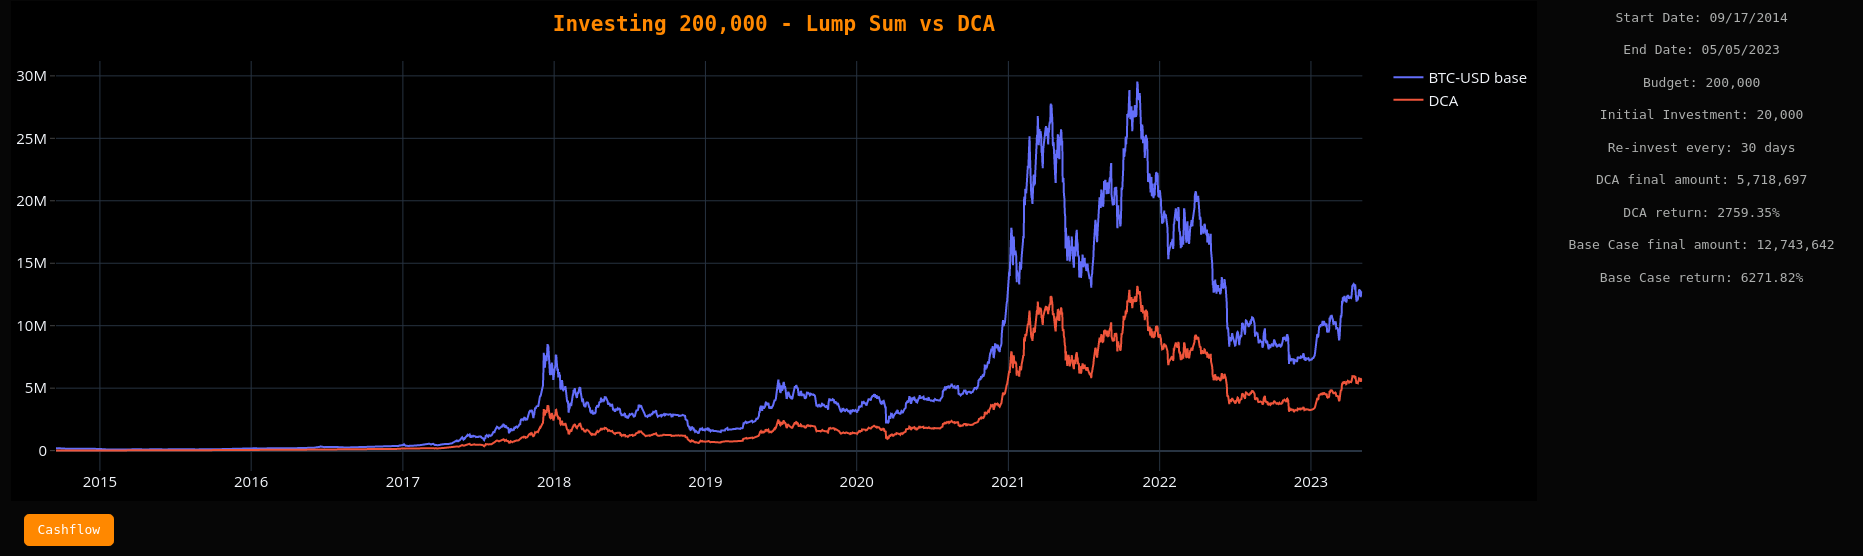 Investing 200,000 - Lump Sum vs DCA
30M
25M
20M
15M
10M
5M
0
2015 2016 2017 2018 2019 2020 2021 2022 2023
BTC-USD base
DCA
Start Date: 09/17/2014
End Date: 05/05/2023
Budget: 200,000
Initial Investment: 20,000
Re-invest every: 30 days
DCA final amount: 5,718,697
DCA return: 2759.35%
Base Case final amount: 12,743,642
Base Case return: 6271.82%
Cashflow